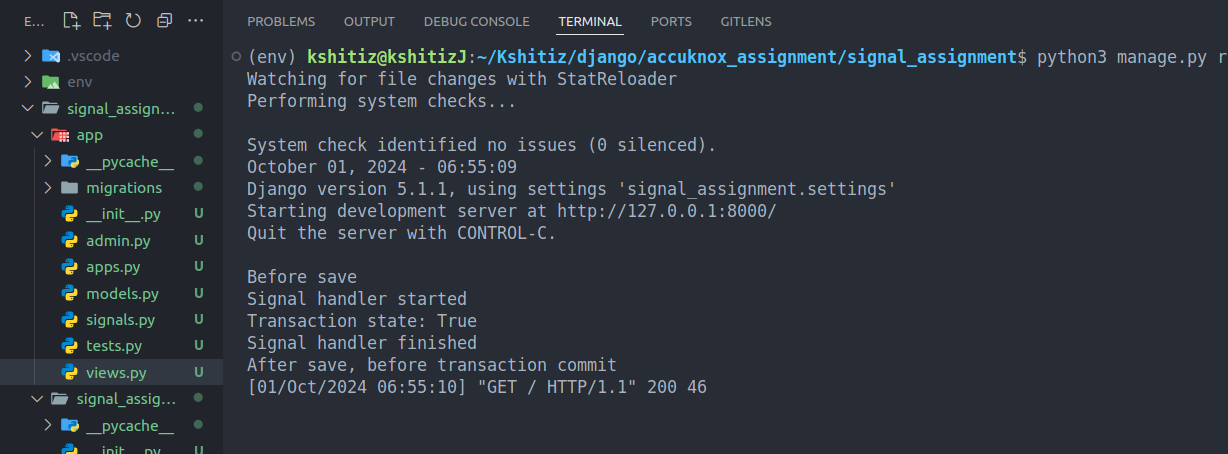 E...
PROBLEMS OUTPUT DEBUG CONSOLE TERMINAL PORTS GITLENS
.vscode
env
signal_assign...
app
__pycache__
migrations
__init__.py U
admin.py U
apps.py U
models.py U
signals.py U
tests.py U
views.py U
signal_assig...
__pycache__
__init__.py U
(env) kshitiz@kshitizJ:~/Kshitiz/django/accuknox_assignment/signal_assignment$ python3 manage.py r
Watching for file changes with StatReloader
Performing system checks...
System check identified no issues (0 silenced).
October 01, 2024 - 06:55:09
Django version 5.1.1, using settings 'signal_assignment.settings'
Starting development server at http://127.0.0.1:8000/
Quit the server with CONTROL-C.
Before save
Signal handler started
Transaction state: True
Signal handler finished
After save, before transaction commit
[01/Oct/2024 06:55:10] "GET / HTTP/1.1" 200 46